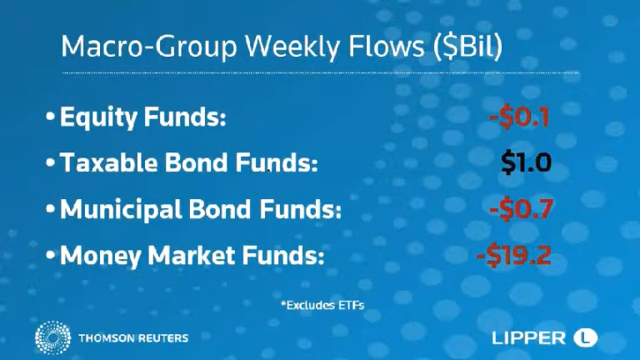 Macro-Group Weekly Flows ($Bil)
• Equity Funds: -$0.1
• Taxable Bond Funds: $1.0
• Municipal Bond Funds: -$0.7
• Money Market Funds: -$19.2
*Excludes ETFs
THOMSON REUTERS
LIPPER L